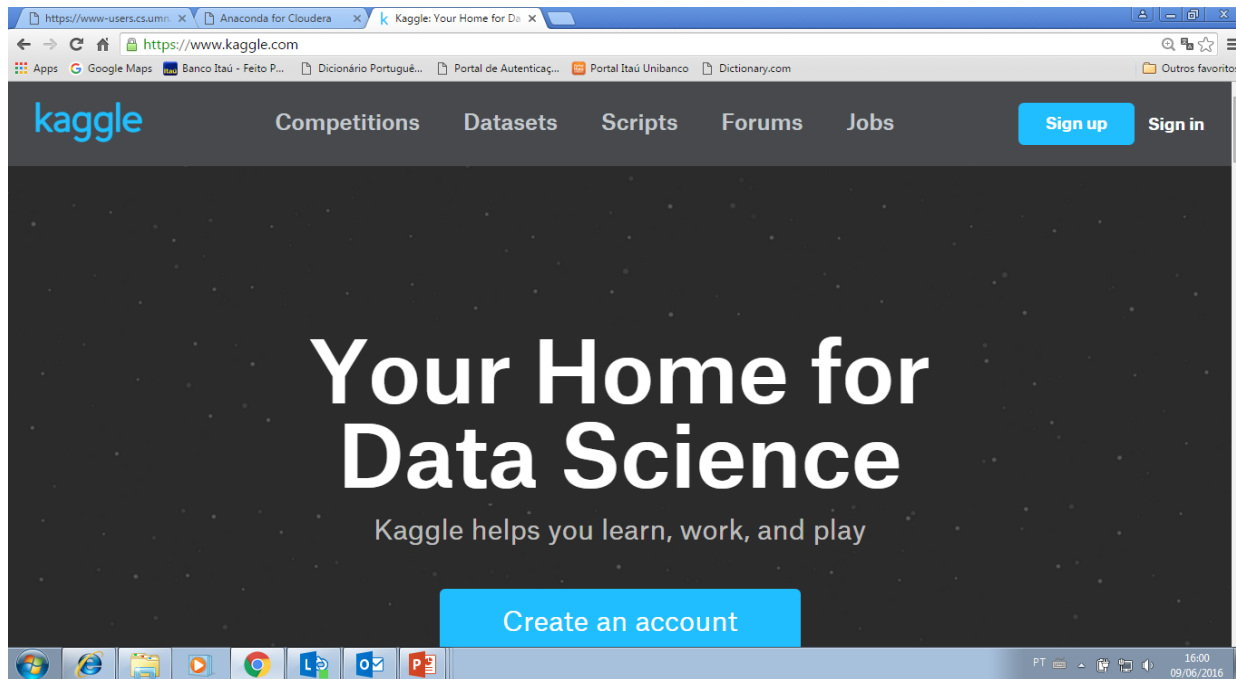 https://www-users.cs.umn.
Anaconda for Cloudera
Kaggle: Your Home for Da
https://www.kaggle.com
Apps Google Maps Banco Itaú - Feito P... Dicionário Portuguê... Portal de Autenticaç... Portal Itaú Unibanco Dictionary.com Outros favoritos
kaggle Competitions Datasets Scripts Forums Jobs Sign up Sign in
Your Home for
Data Science
Kaggle helps you learn, work, and play
Create an account
PT
16:00
09/06/2016